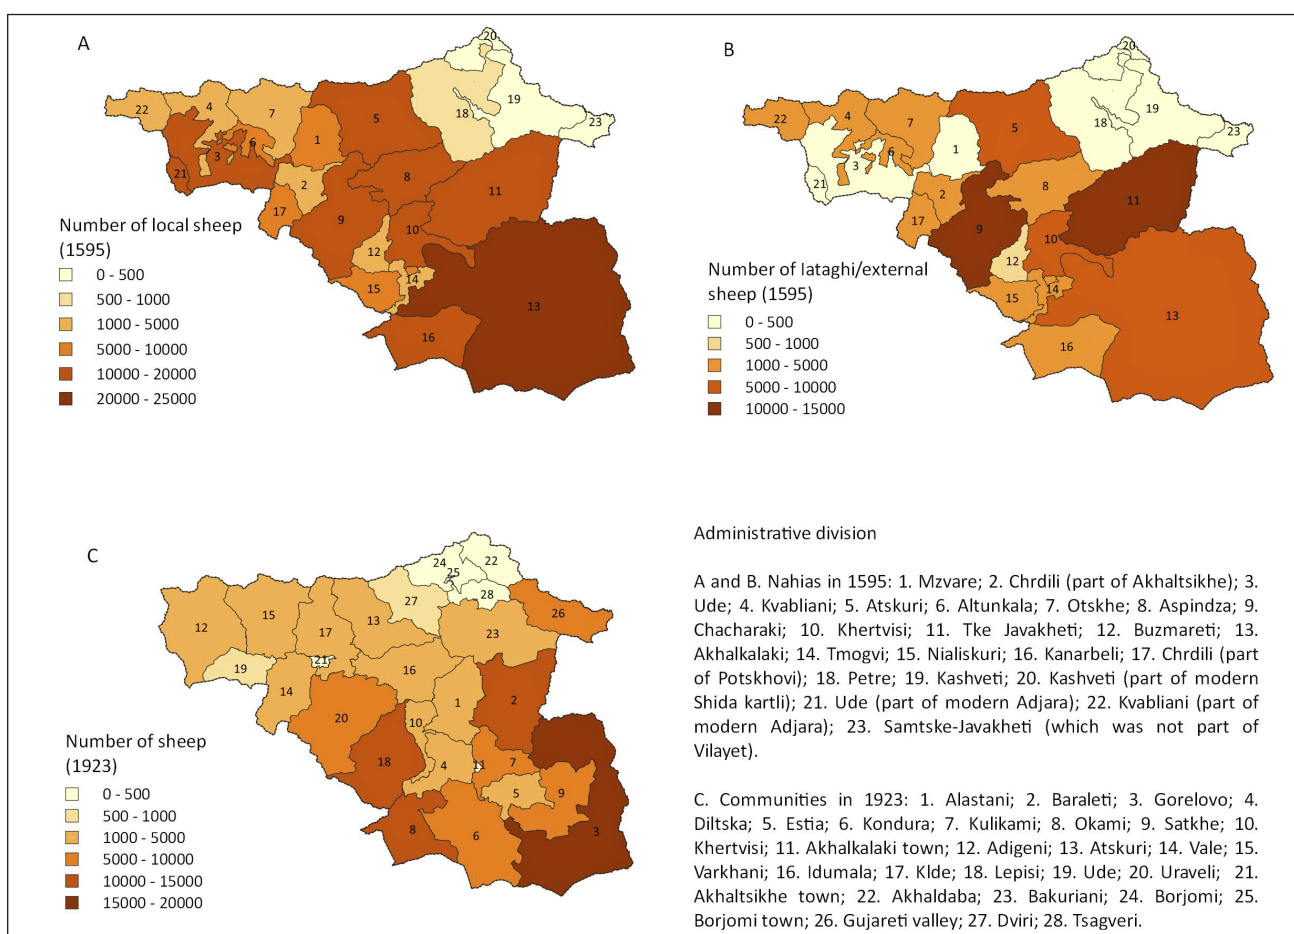 A
20
19
18
23
22
4
7
1
5
6
3
21
2
17
8
11
9
10
12
14
15
13
16
Number of local sheep
(1595)
0 - 500
500 - 1000
1000 - 5000
5000 - 10000
10000 - 20000
20000 - 25000
B
20
19
18
23
22
4
7
1
5
6
3
21
2
17
8
11
9
10
12
14
15
13
16
Number of Iataghi/external
sheep (1595)
0 - 500
500 - 1000
1000 - 5000
5000 - 10000
10000 - 15000
C
24
22
25
28
27
26
12
15
17
13
23
21
19
16
14
20
1
2
10
18
4
11
7
5
9
8
6
3
Number of sheep
(1923)
0 - 500
500 - 1000
1000 - 5000
5000 - 10000
10000 - 15000
15000 - 20000
Administrative division
A and B. Nahias in 1595: 1. Mzvare; 2. Chrdili (part of Akhaltsikhe); 3.
Ude; 4. Kvabliani; 5. Atskuri; 6. Altunkala; 7. Otskhe; 8. Aspindza; 9.
Chacharaki; 10. Khertvisi; 11. Tke Javakheti; 12. Buzmareti; 13.
Akhalkalaki; 14. Tmogvi; 15. Nialiskuri; 16. Kanarbeli; 17. Chrdili (part
of Potskhovi); 18. Petre; 19. Kashveti; 20. Kashveti (part of modern
Shida kartli); 21. Ude (part of modern Adjara); 22. Kvabliani (part of
modern Adjara); 23. Samtske-Javakheti (which was not part of
Vilayet).
C. Communities in 1923: 1. Alastani; 2. Baraleti; 3. Gorelovo; 4.
Diltska; 5. Estia; 6. Kondura; 7. Kulikami; 8. Okami; 9. Satkhe; 10.
Khertvisi; 11. Akhalkalaki town; 12. Adigeni; 13. Atskuri; 14. Vale; 15.
Varkhani; 16. Idumala; 17. Klde; 18. Lepisi; 19. Ude; 20. Uraveli; 21.
Akhaltsikhe town; 22. Akhaldaba; 23. Bakuriani; 24. Borjomi; 25.
Borjomi town; 26. Gujareti valley; 27. Dviri; 28. Tsagveri.